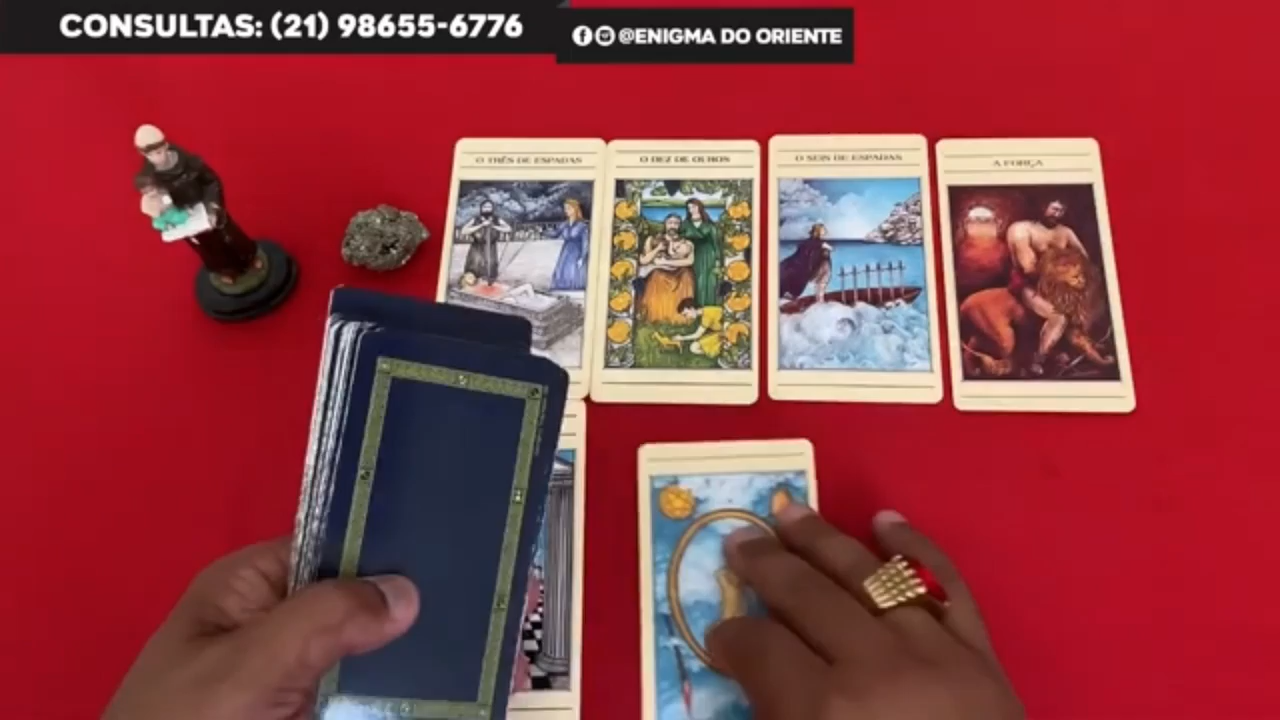 CONSULTAS: (21) 98655-6776
@ENIGMA DO ORIENTE
O TRÊS DE ESPADAS
O DEZ DE OUROS
O SEIS DE ESPADAS
A FORÇA